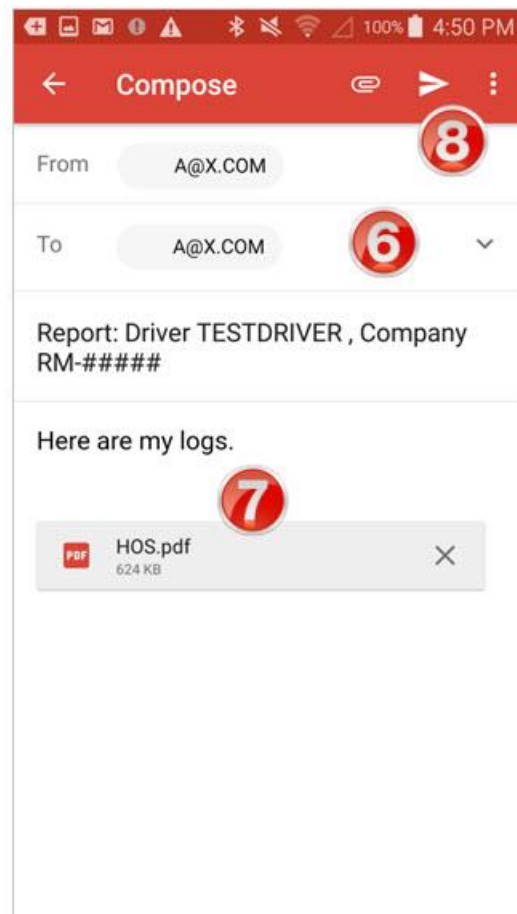 100% 4:50 PM
Compose
8
From A@X.COM
To A@X.COM 6
Report: Driver TESTDRIVER , Company
RM-#####
Here are my logs.
7
PDF HOS.pdf
624 KB